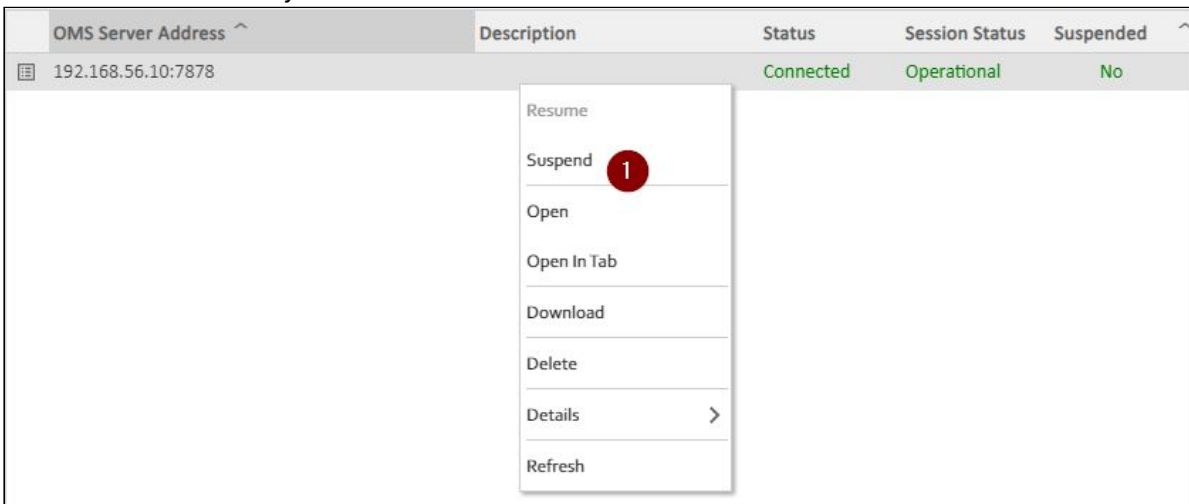 OMS Server Address Description Status Session Status Suspended
192.168.56.10:7878 Connected Operational No
Resume
Suspend 1
Open
Open In Tab
Download
Delete
Details
Refresh